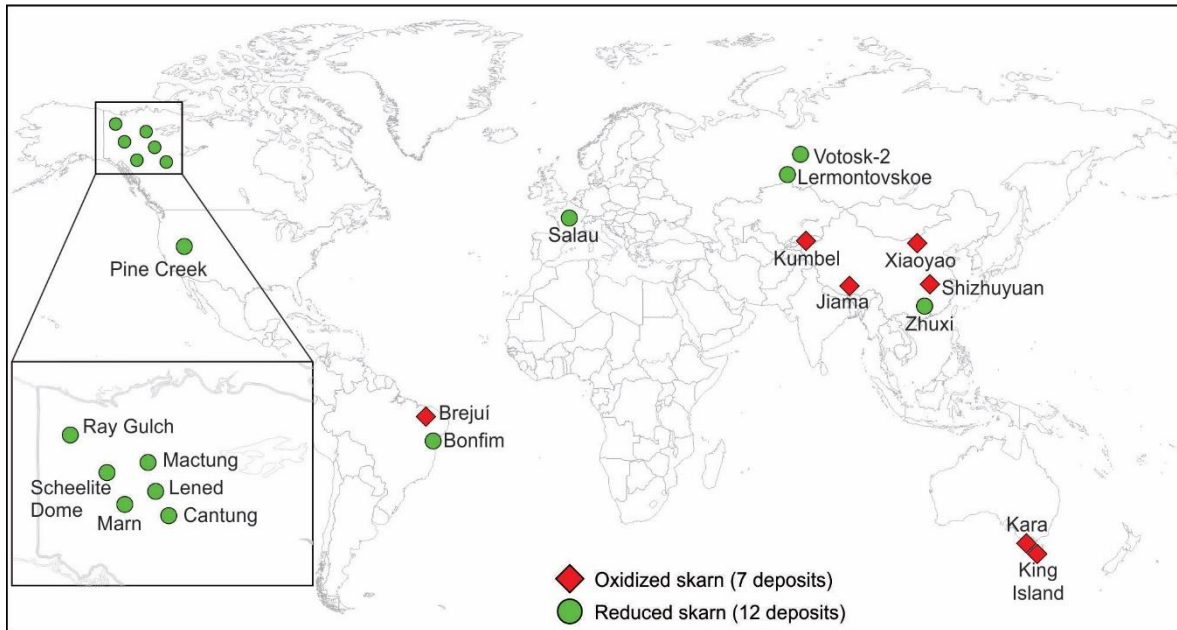 Votosk-2
Lermontovskoe
Salau
Pine Creek
Kumbel
Xiaoyao
Jiama
Shizhuyuan
Zhuxi
Brejuí
Bonfim
Ray Gulch
Mactung
Scheelite
Dome
Lened
Marn
Cantung
Kara
King
Island
Oxidized skarn (7 deposits)
Reduced skarn (12 deposits)